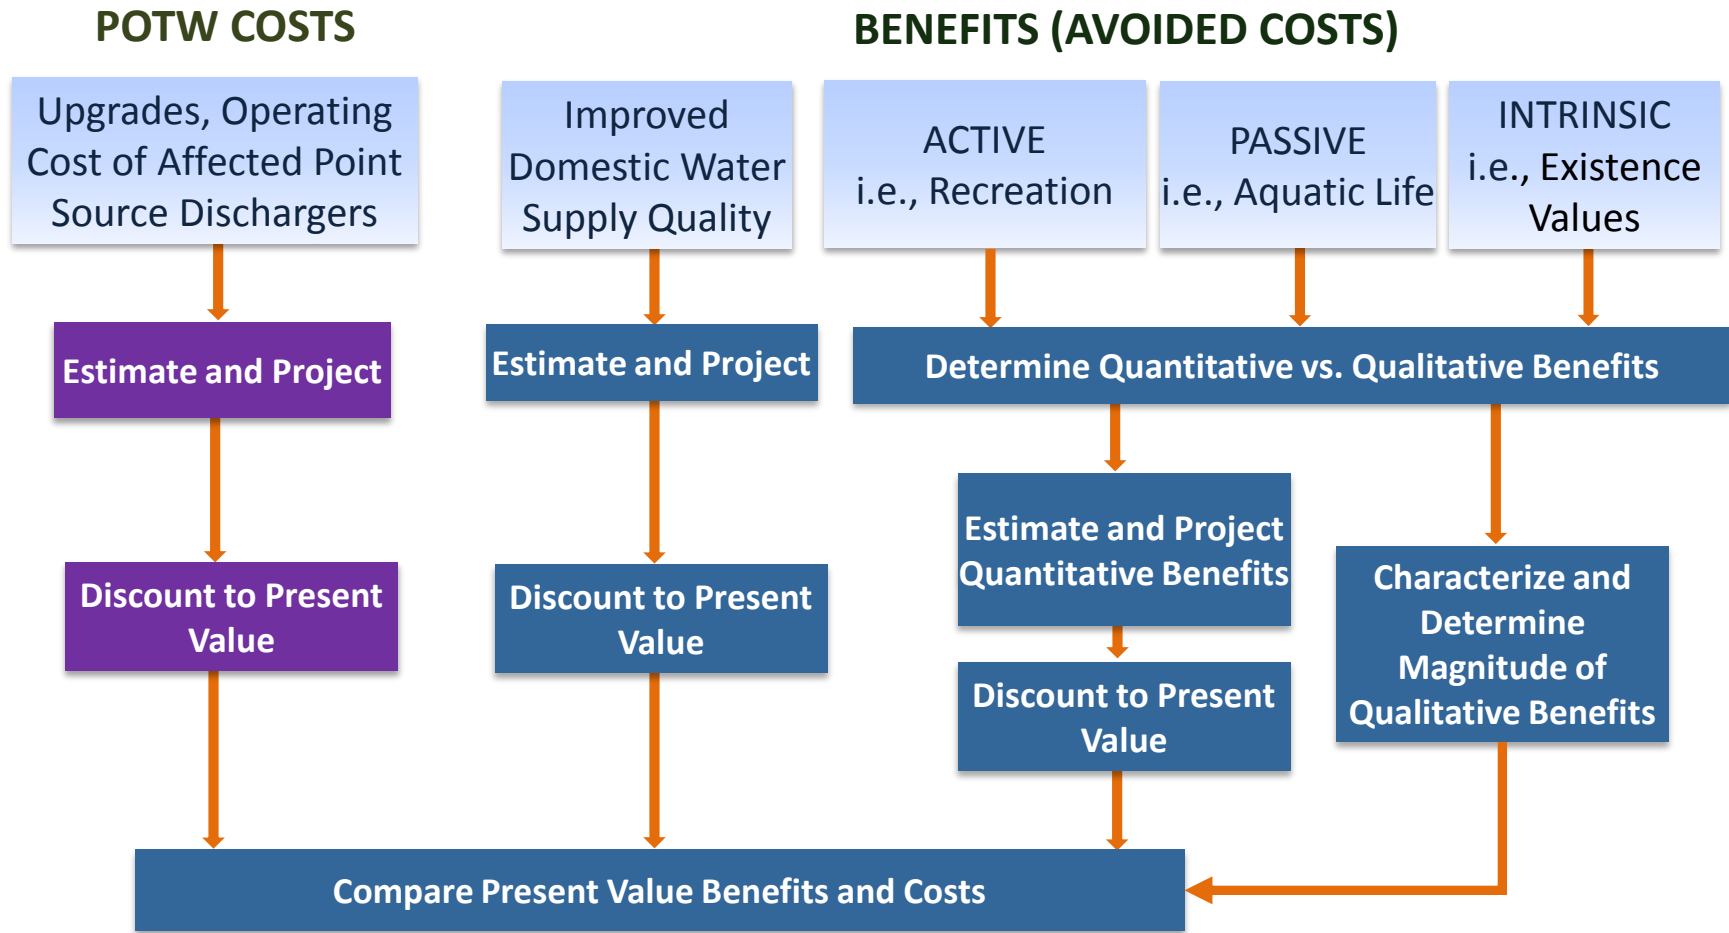 POTW COSTS
BENEFITS (AVOIDED COSTS)
Upgrades, Operating
Cost of Affected Point
Source Dischargers
Improved
Domestic Water
Supply Quality
ACTIVE
i.e., Recreation
PASSIVE
i.e., Aquatic Life
INTRINSIC
i.e., Existence
Values
Estimate and Project
Estimate and Project
Determine Quantitative vs. Qualitative Benefits
Estimate and Project
Quantitative Benefits
Discount to Present
Value
Discount to Present
Value
Characterize and
Determine
Magnitude of
Qualitative Benefits
Discount to Present
Value
Compare Present Value Benefits and Costs